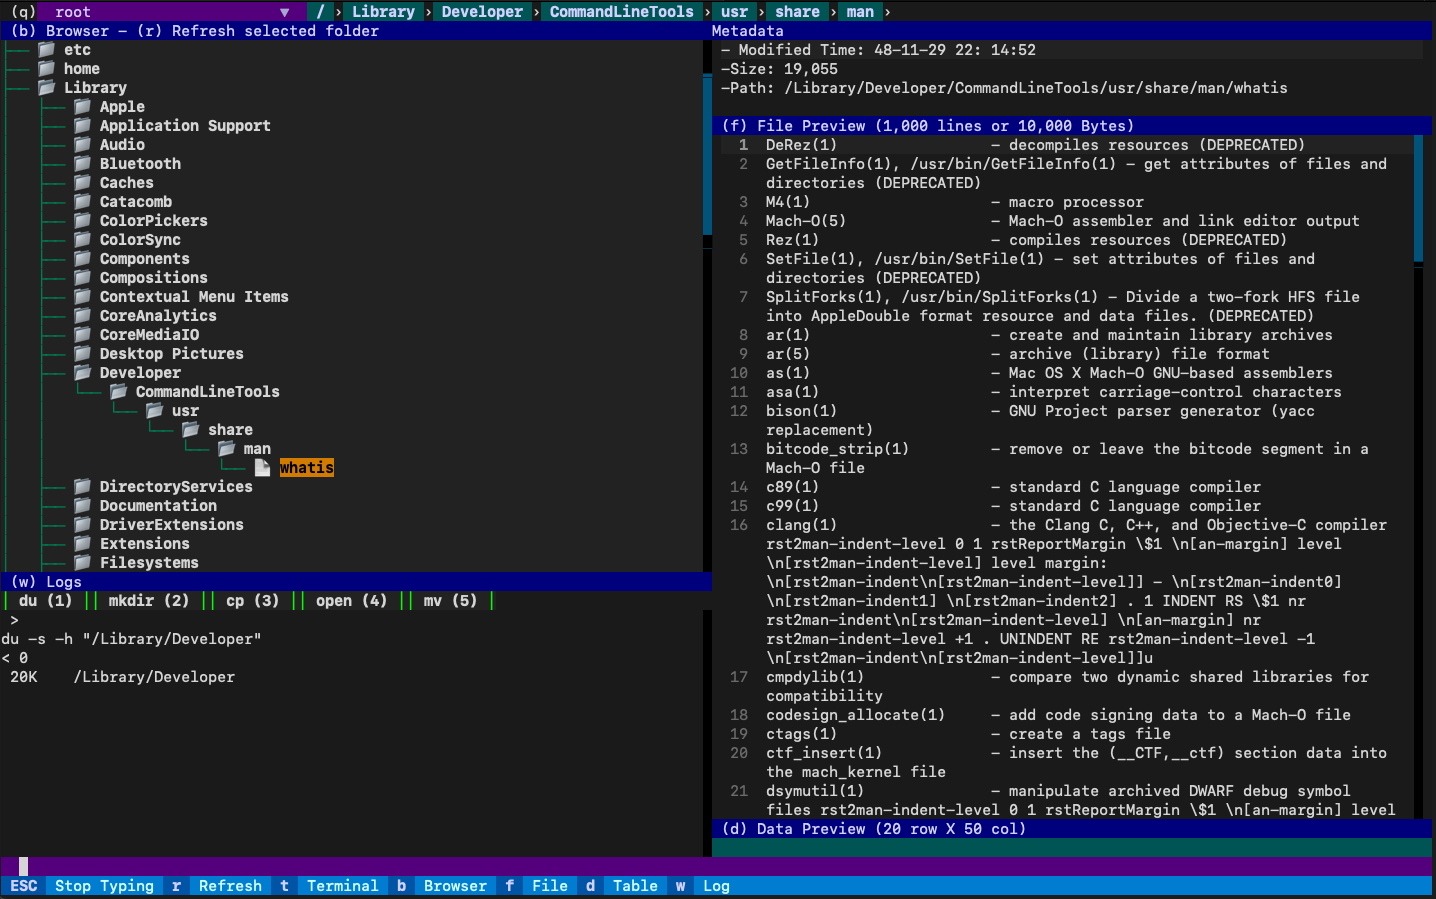 (q) root ▼ / › Library › Developer › CommandLineTools › usr › share › man ›
(b) Browser – (r) Refresh selected folder
etc
home
Library
Apple
Application Support
Audio
Bluetooth
Caches
Catacomb
ColorPickers
ColorSync
Components
Compositions
Contextual Menu Items
CoreAnalytics
CoreMediaIO
Desktop Pictures
Developer
CommandLineTools
usr
share
man
whatis
DirectoryServices
Documentation
DriverExtensions
Extensions
Filesystems
(w) Logs
du (1) || mkdir (2) || cp (3) || open (4) || mv (5)
>
du -s -h "/Library/Developer"
< 0
20K /Library/Developer
Metadata
– Modified Time: 48-11-29 22: 14:52
-Size: 19,055
-Path: /Library/Developer/CommandLineTools/usr/share/man/whatis
(f) File Preview (1,000 lines or 10,000 Bytes)
1 DeRez(1) – decompiles resources (DEPRECATED)
2 GetFileInfo(1), /usr/bin/GetFileInfo(1) – get attributes of files and
directories (DEPRECATED)
3 M4(1) – macro processor
4 Mach-O(5) – Mach-O assembler and link editor output
5 Rez(1) – compiles resources (DEPRECATED)
6 SetFile(1), /usr/bin/SetFile(1) – set attributes of files and
directories (DEPRECATED)
7 SplitForks(1), /usr/bin/SplitForks(1) – Divide a two-fork HFS file
into AppleDouble format resource and data files. (DEPRECATED)
8 ar(1) – create and maintain library archives
9 ar(5) – archive (library) file format
10 as(1) – Mac OS X Mach-O GNU-based assemblers
11 asa(1) – interpret carriage-control characters
12 bison(1) – GNU Project parser generator (yacc
replacement)
13 bitcode_strip(1) – remove or leave the bitcode segment in a
Mach-O file
14 c89(1) – standard C language compiler
15 c99(1) – standard C language compiler
16 clang(1) – the Clang C, C++, and Objective-C compiler
rst2man-indent-level 0 1 rstReportMargin \$1 \n[an-margin] level
\n[rst2man-indent-level] level margin:
\n[rst2man-indent\n[rst2man-indent-level]] – \n[rst2man-indent0]
\n[rst2man-indent1] \n[rst2man-indent2] . 1 INDENT RS \$1 nr
rst2man-indent\n[rst2man-indent-level] \n[an-margin] nr
rst2man-indent-level +1 . UNINDENT RE rst2man-indent-level -1
\n[rst2man-indent\n[rst2man-indent-level]]u
17 cmpdylib(1) – compare two dynamic shared libraries for
compatibility
18 codesign_allocate(1) – add code signing data to a Mach-O file
19 ctags(1) – create a tags file
20 ctf_insert(1) – insert the (__CTF,__ctf) section data into
the mach_kernel file
21 dsymutil(1) – manipulate archived DWARF debug symbol
files rst2man-indent-level 0 1 rstReportMargin \$1 \n[an-margin] level
(d) Data Preview (20 row X 50 col)
ESC Stop Typing r Refresh t Terminal b Browser f File d Table w Log